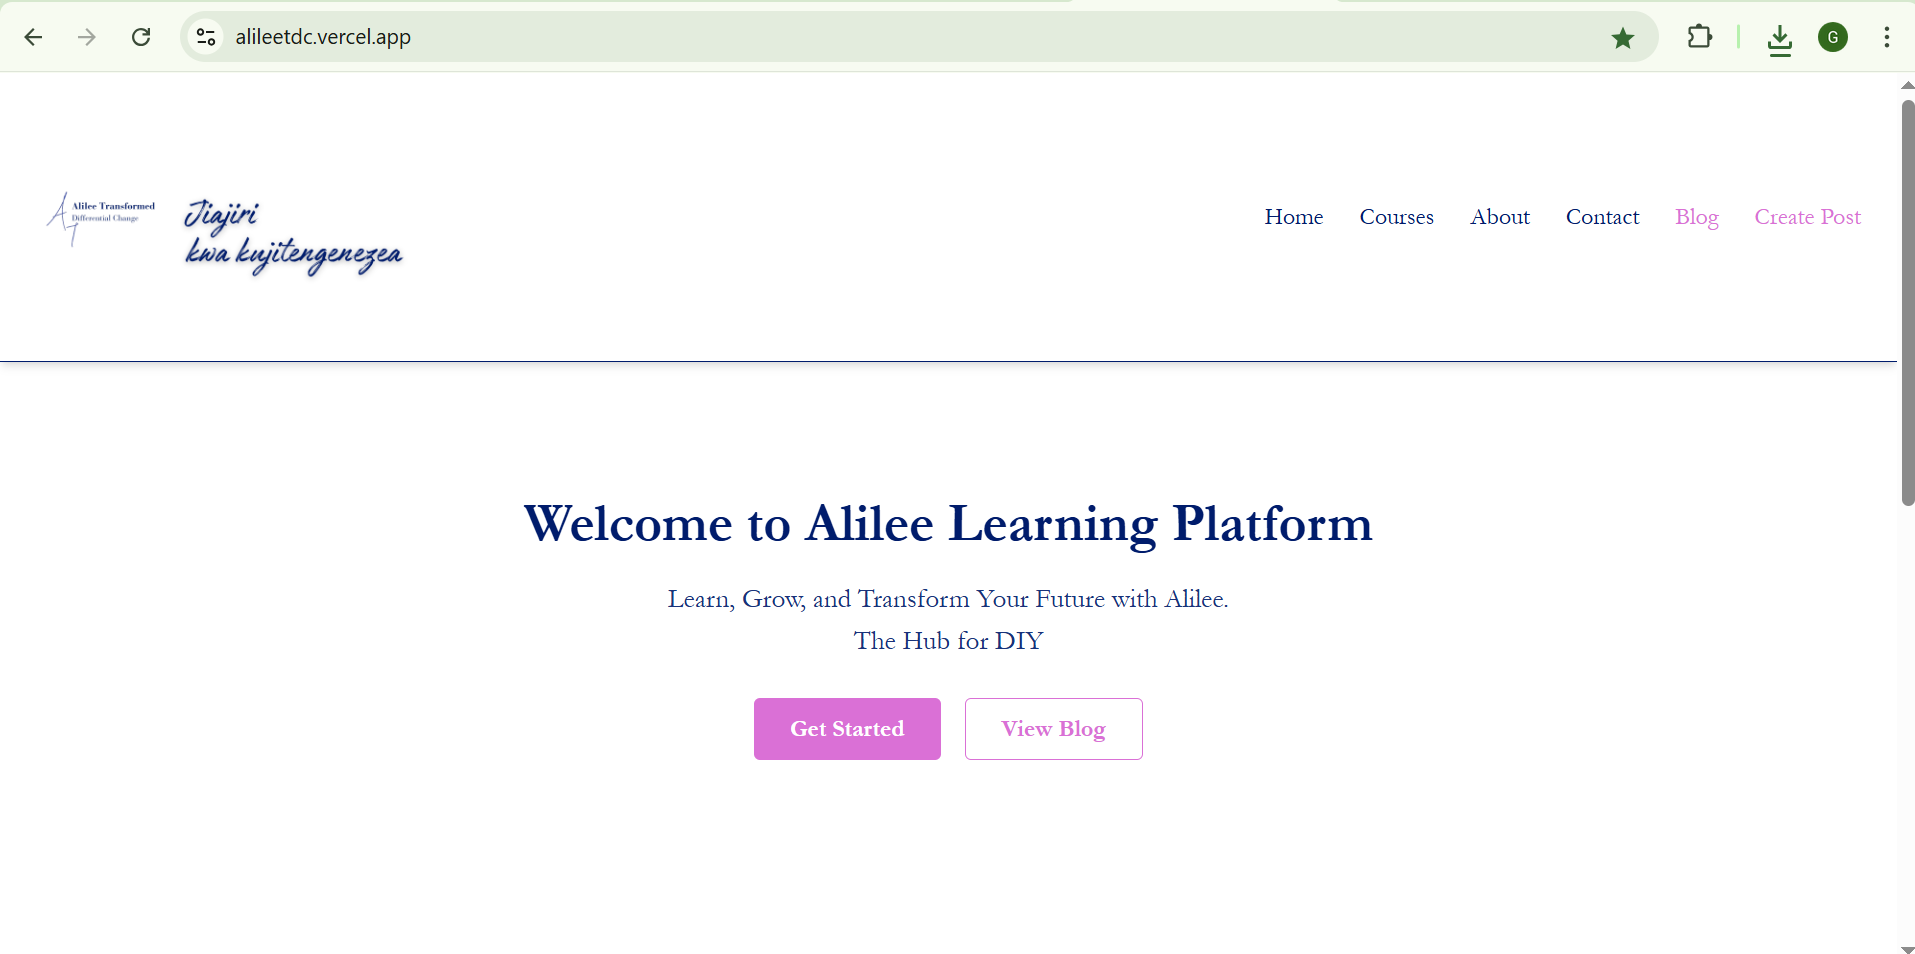 alileetdc.vercel.app
G
Alilee Transformed
Differential Change
Jiajiri
kwa kujitengenezea
Home Courses About Contact Blog Create Post
Welcome to Alilee Learning Platform
Learn, Grow, and Transform Your Future with Alilee.
The Hub for DIY
Get Started View Blog